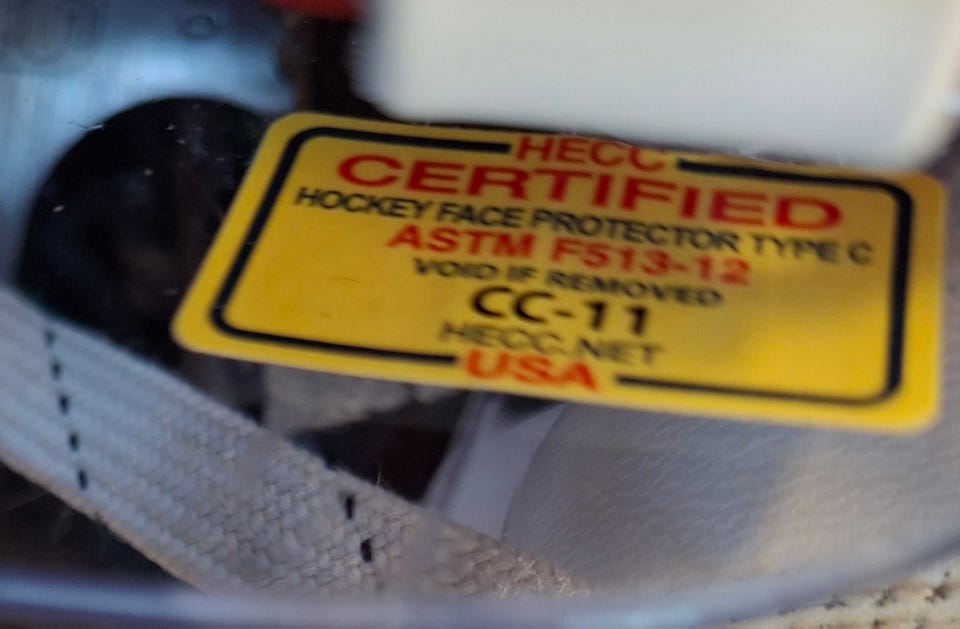 HECC
CERTIFIED
HOCKEY FACE PROTECTOR TYPE C
ASTM F513-12
VOID IF REMOVED
CC-11
HECC.NET
USA